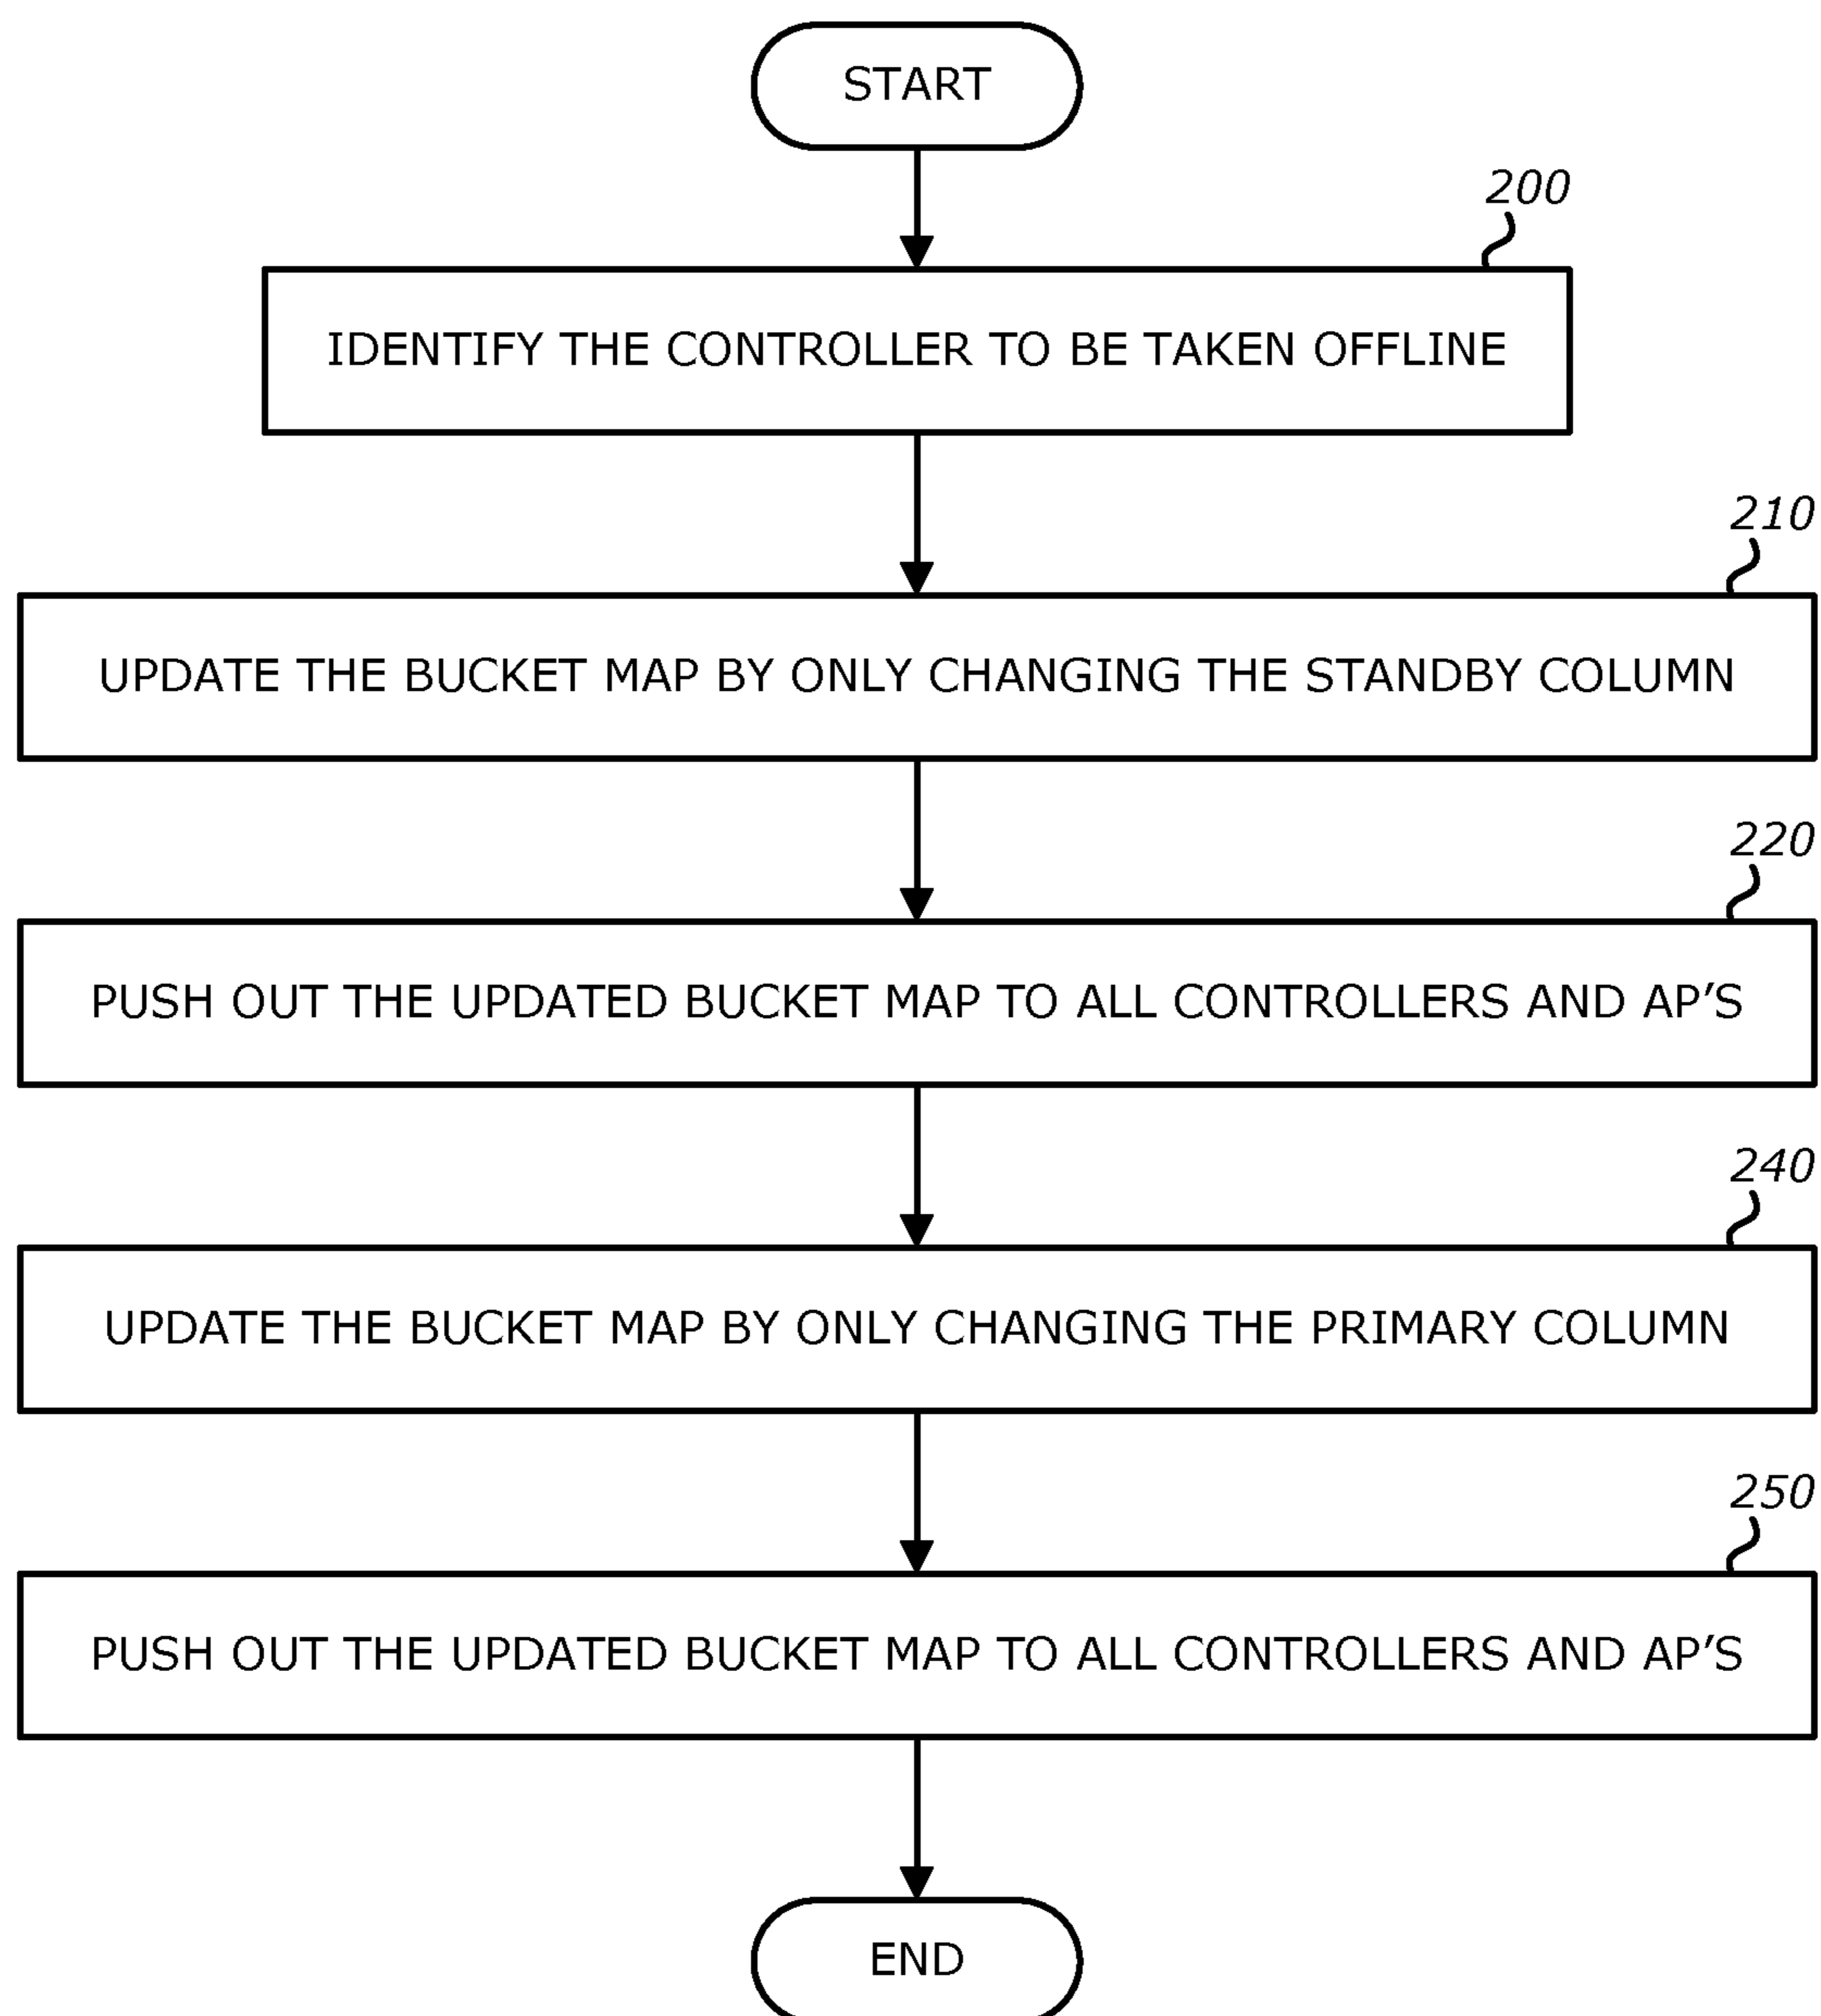 START
200
IDENTIFY THE CONTROLLER TO BE TAKEN OFFLINE
210
UPDATE THE BUCKET MAP BY ONLY CHANGING THE STANDBY COLUMN
220
PUSH OUT THE UPDATED BUCKET MAP TO ALL CONTROLLERS AND AP’S
240
UPDATE THE BUCKET MAP BY ONLY CHANGING THE PRIMARY COLUMN
250
PUSH OUT THE UPDATED BUCKET MAP TO ALL CONTROLLERS AND AP’S
END